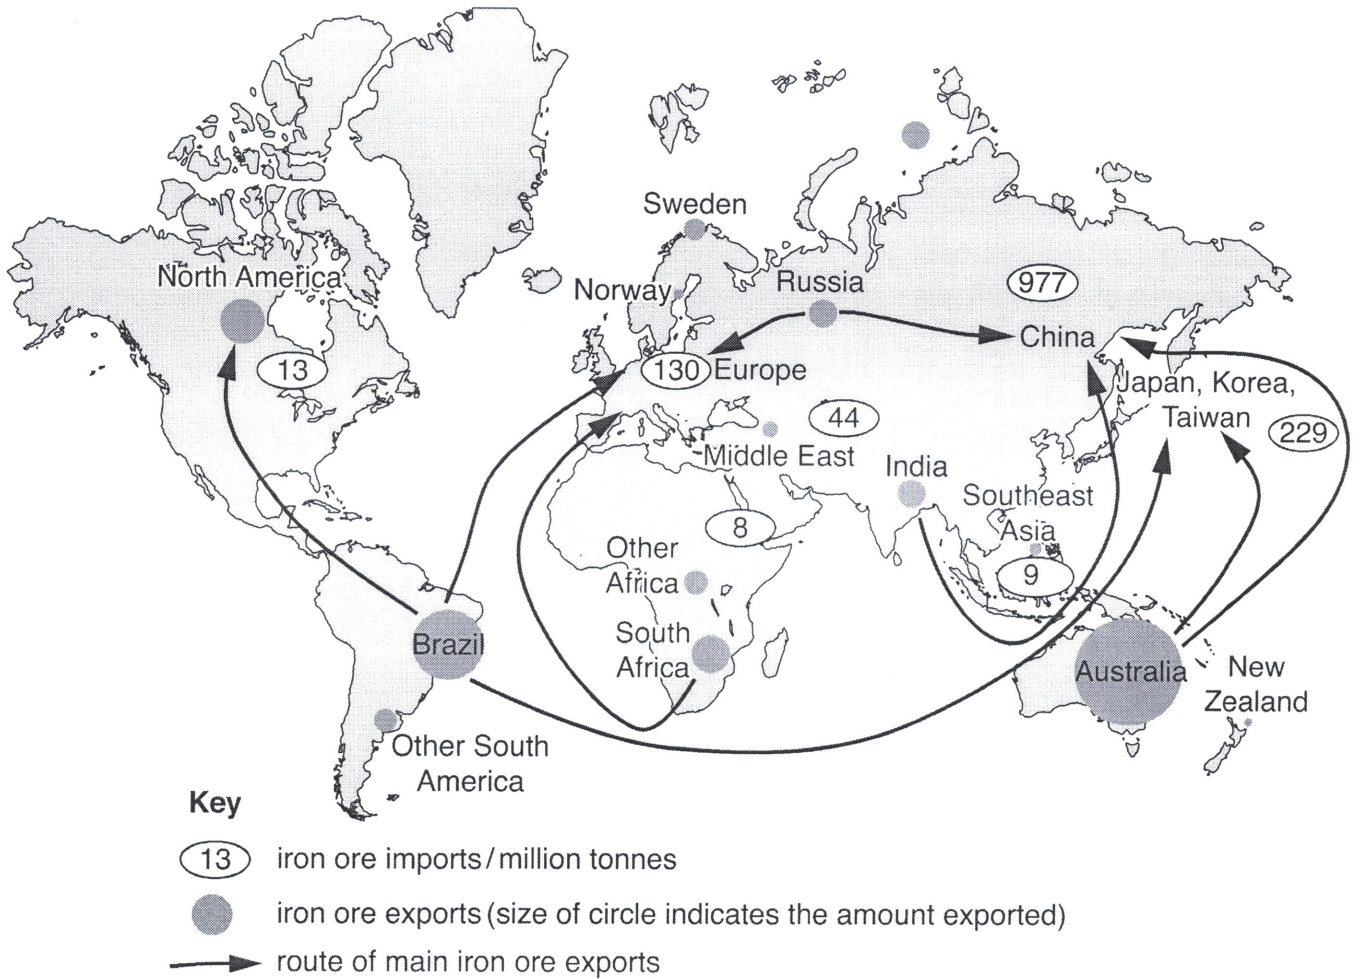 Sweden
North America
Norway
Russia
977
China
13
130 Europe
Japan, Korea,
Taiwan
44
229
Middle East
India
Southeast
Asia
8
9
Other
Africa
Brazil
South
Africa
Australia
New
Zealand
Other South
America
Key
13 iron ore imports/million tonnes
iron ore exports (size of circle indicates the amount exported)
route of main iron ore exports